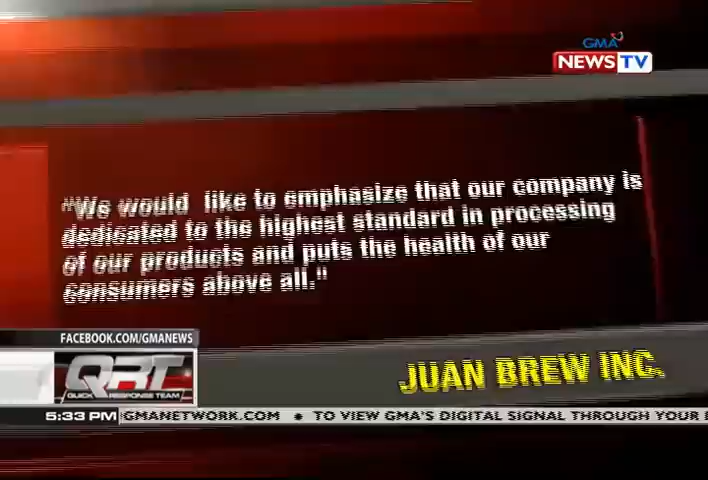 GMA
NEWS TV
"We would like to emphasize that our company is
dedicated to the highest standard in processing
of our products and puts the health of our
consumers above all."
FACEBOOK.COM/GMANEWS
QRT
QUICK RESPONSE TEAM
JUAN BREW INC.
5:33 PM GMANETWORK.COM • TO VIEW GMA'S DIGITAL SIGNAL THROUGH YOUR